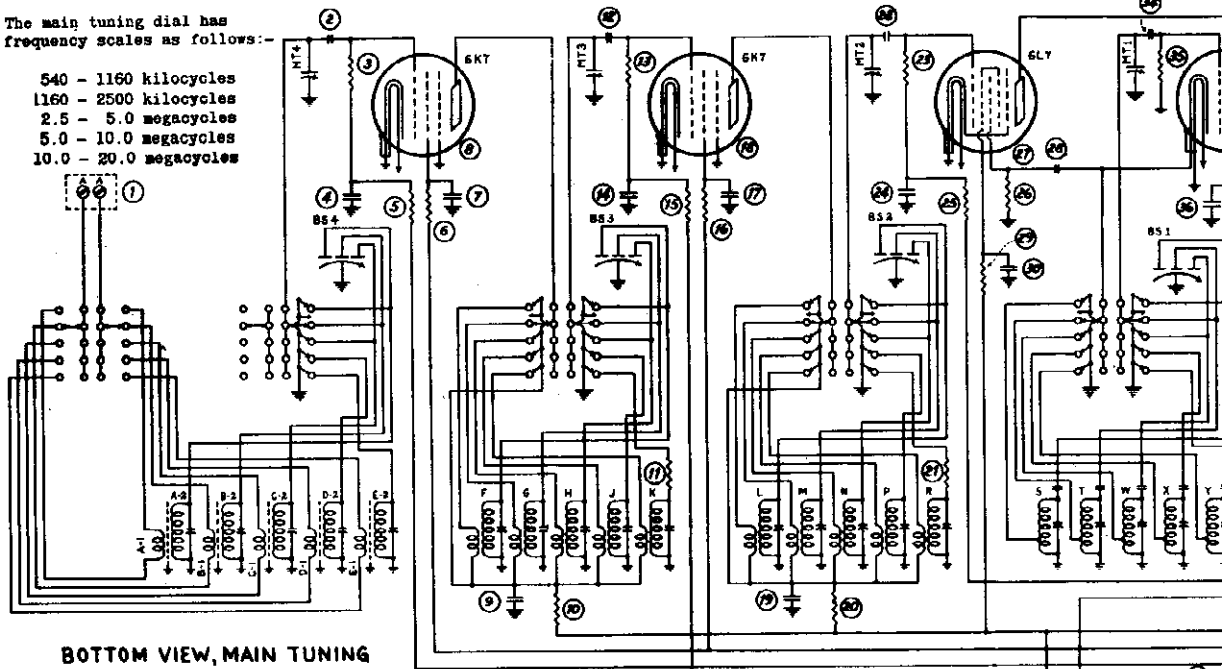 The main tuning dial has
frequency scales as follows:-
540 - 1160 kilocycles
1160 - 2500 kilocycles
2.5 - 5.0 megacycles
5.0 - 10.0 megacycles
10.0 - 20.0 megacycles
2
MT4
3
6K7
8
12
MT3
13
6K7
18
MT2
23
6L7
27
28
34
MT1
35
A A
1
4
5
7
6
14
15
17
16
24
25
26
36
29
30
BS4
BS3
BS2
BS1
11
21
A-2
B-2
C-2
D-2
E-2
A-1
B-1
C-1
D-1
E-1
F
G
H
J
K
L
M
N
P
R
S
T
W
X
Y
9
10
19
20
BOTTOM VIEW, MAIN TUNING